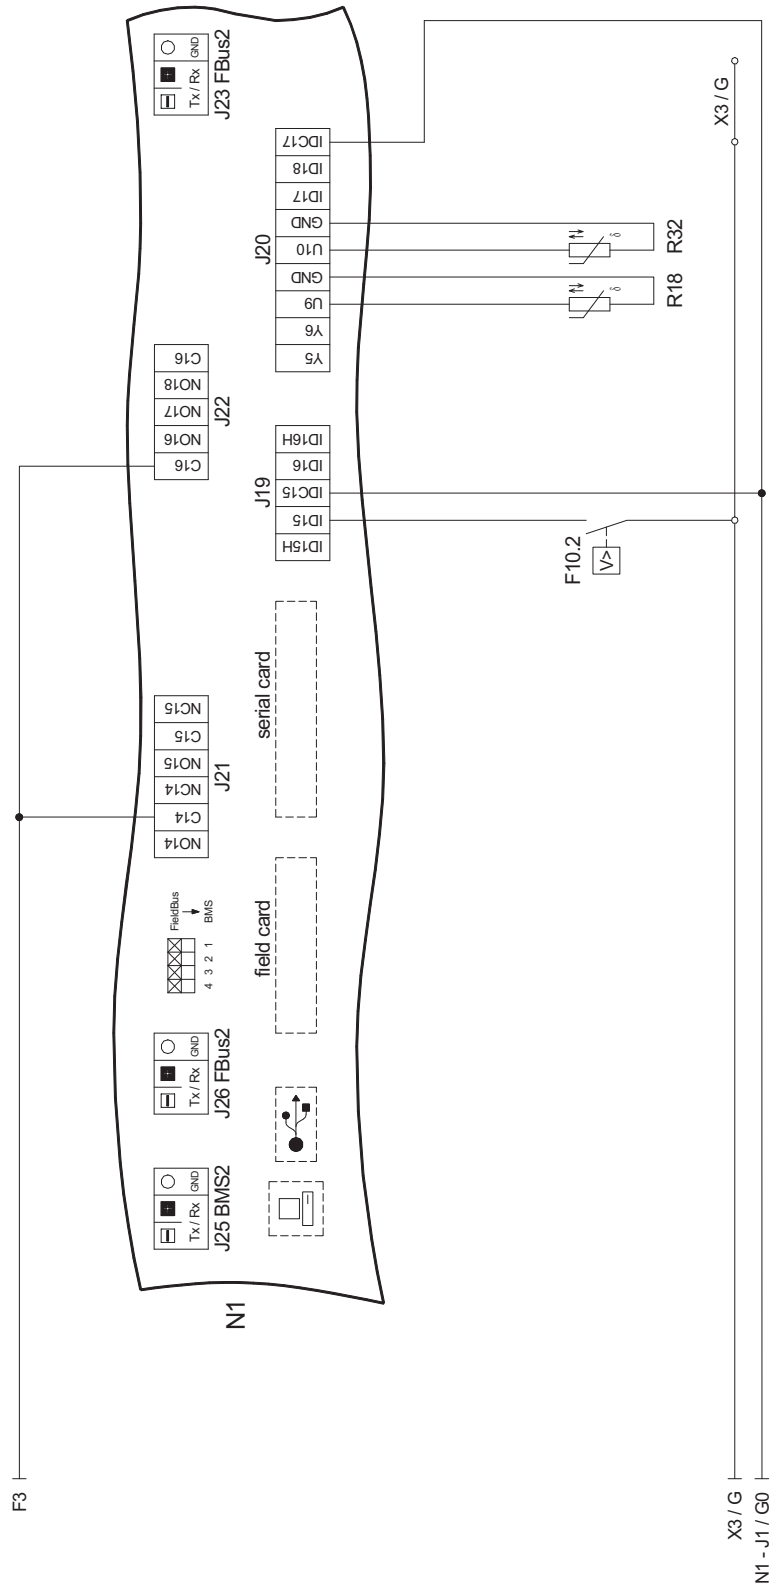 F3
N1
J25 BMS2
Tx / Rx
GND
J26 FBus2
Tx / Rx
GND
4 3 2 1
FieldBus
BMS
J21
NO14
C14
NC14
NO15
C15
NC15
J22
C16
NO16
NO17
NO18
C16
J23 FBus2
Tx / Rx
GND
field card
serial card
J19
ID15H
ID15
IDC15
ID16
ID16H
J20
Y5
Y6
U9
GND
U10
GND
ID17
ID18
IDC17
F10.2
V>
R18
δ
R32
δ
X3 / G
X3 / G
N1 - J1 / G0